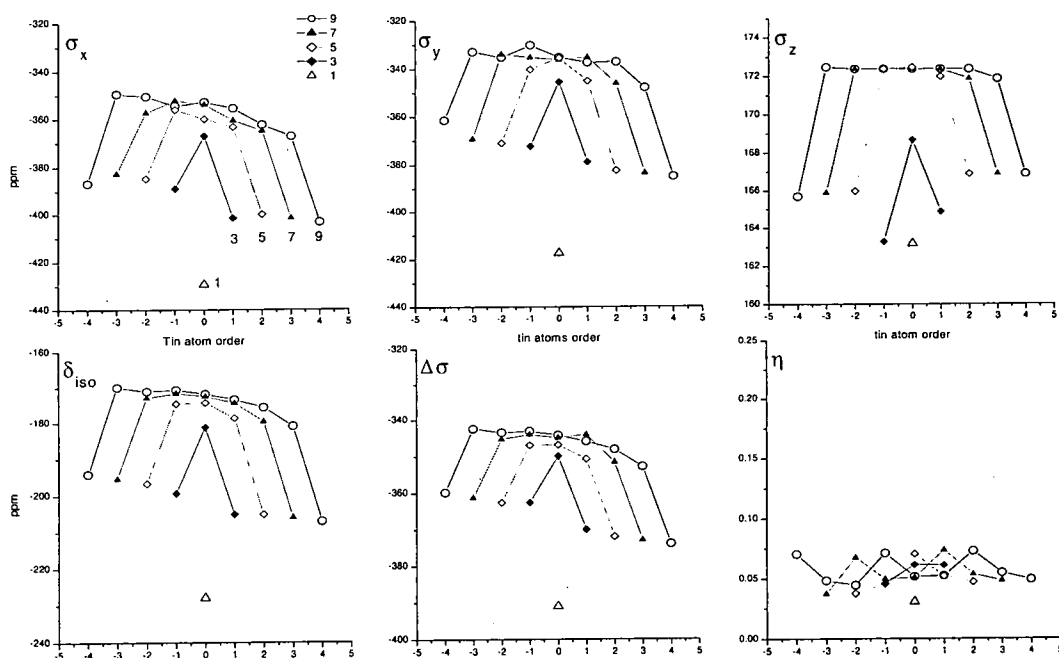 σx
9
7
5
3
1
-320
-340
-360
-380
-400
-420
-440
ppm
3 5 7 9
1
-5 -4 -3 -2 -1 0 1 2 3 4 5
Tin atom order
σy
-320
-340
-360
-380
-400
-420
-440
-5 -4 -3 -2 -1 0 1 2 3 4 5
tin atoms order
σz
174
172
170
168
166
164
162
160
-5 -4 -3 -2 -1 0 1 2 3 4 5
tin atom order
δiso
-160
-180
-200
-220
-240
ppm
-5 -4 -3 -2 -1 0 1 2 3 4 5
Δσ
-320
-340
-360
-380
-400
-5 -4 -3 -2 -1 0 1 2 3 4 5
η
0.25
0.20
0.15
0.10
0.05
0.00
-5 -4 -3 -2 -1 0 1 2 3 4 5